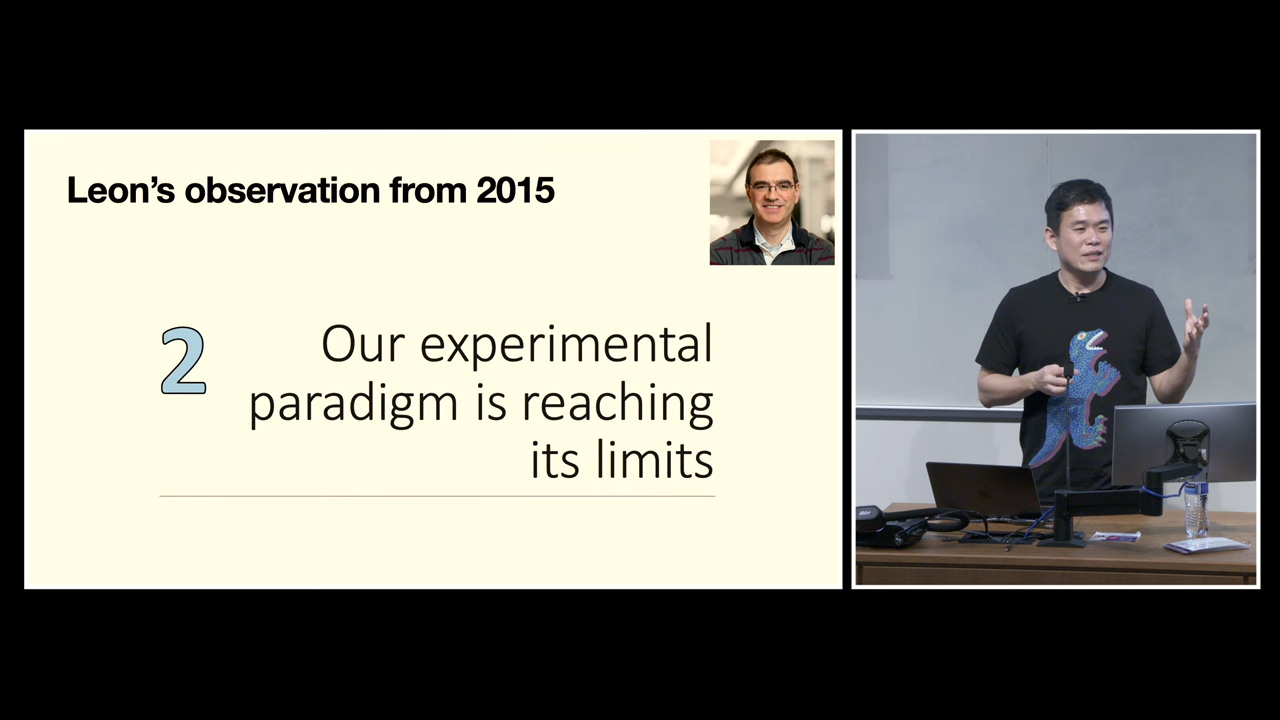 Leon's observation from 2015
2
Our experimental
paradigm is reaching
its limits